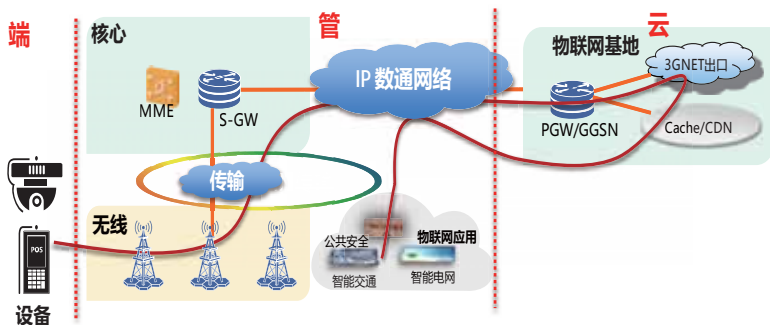 端
管
云
核心
物联网基地
3GNET出口
IP 数通网络
MME
S-GW
PGW/GGSN
Cache/CDN
传输
无线
公共安全
物联网应用
智能交通
智能电网
POS
设备